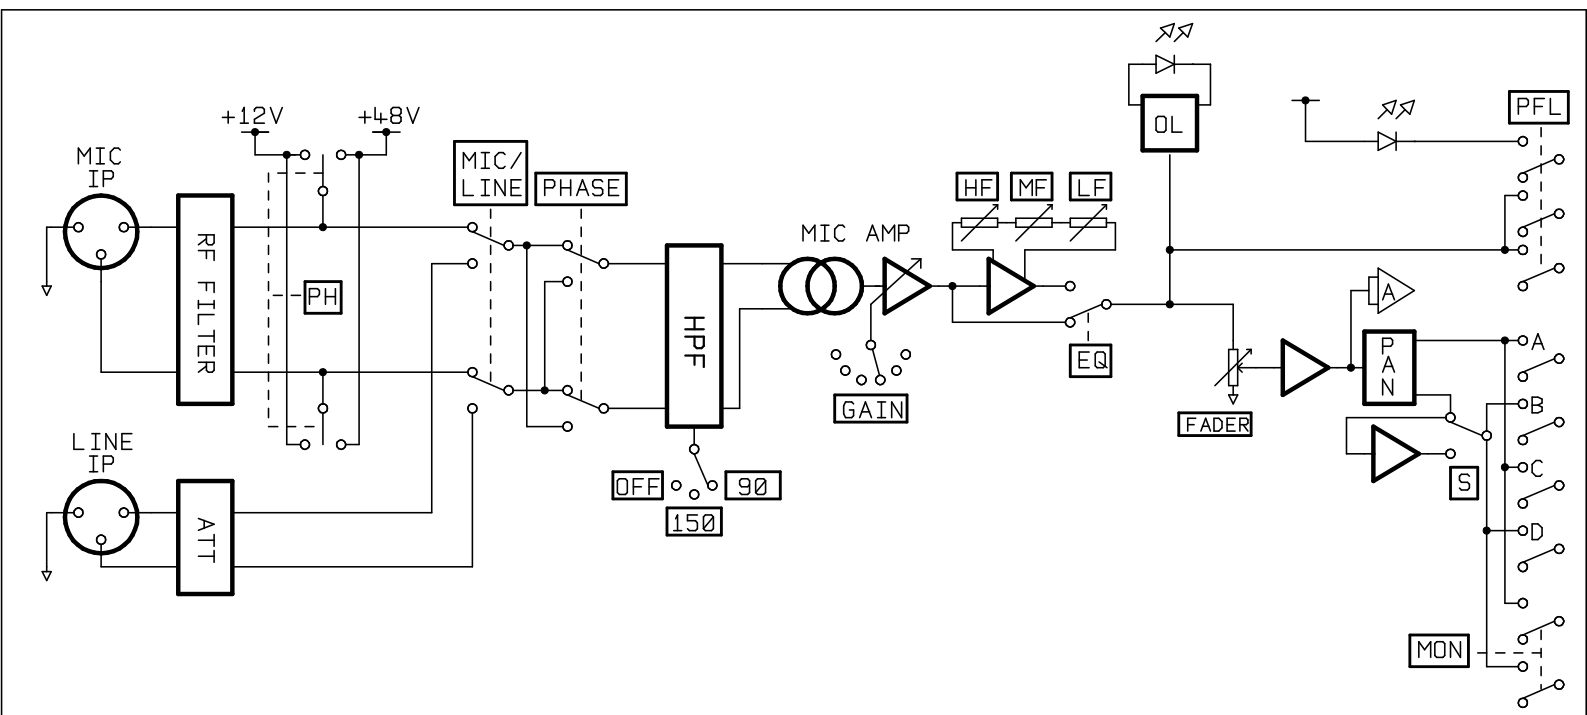 +12V
+48V
MIC
IP
RF FILTER
PH
MIC/
LINE
PHASE
LINE
IP
ATT
HPF
OFF
90
150
MIC AMP
GAIN
HF
MF
LF
EQ
OL
FADER
PFL
A
PAN
S
A
B
C
D
MON